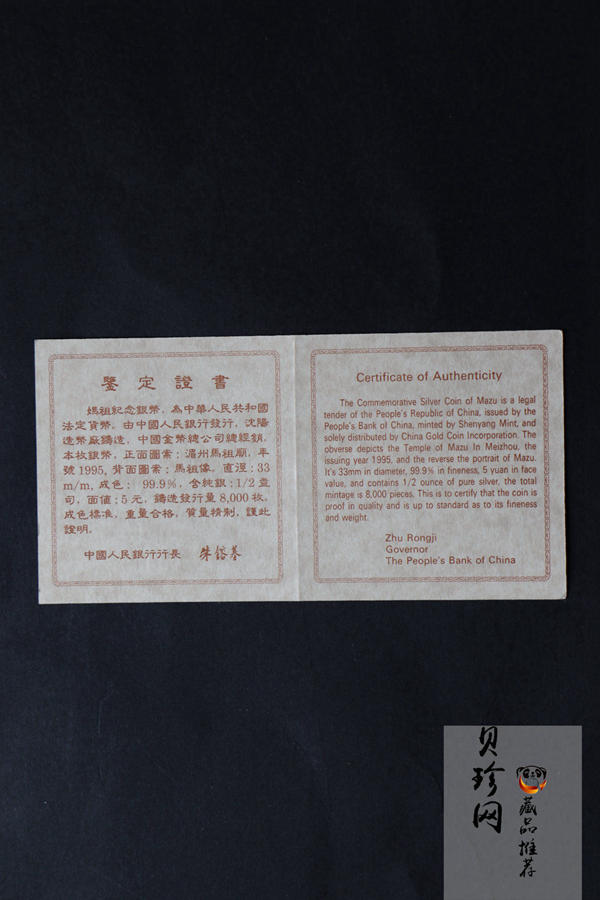 鑒定證書
媽祖紀念銀幣，為中華人民共和國
法定貨幣。由中國人民銀行發行，沈陽
造幣廠鑄造，中國金幣總公司總經銷。
本枚銀幣，正面圖案：湄州馬祖廟，年
號1995，背面圖案：馬祖像，直徑：33
m/m，成色：99.9%，含純銀：1/2盎
司，面值：5元，鑄造發行量8,000枚。
成色標準，重量合格，質量精制，謹此
證明。
中國人民銀行行長 朱鎔基
Certificate of Authenticity
The Commemorative Silver Coin of Mazu is a legal
tender of the People's Republic of China, issued by the
People's Bank of China, minted by Shenyang Mint, and
solely distributed by China Gold Coin Incorporation. The
obverse depicts the Temple of Mazu In Meizhou, the
issuing year 1995, and the reverse the portrait of Mazu.
It's 33mm in diameter, 99.9% in fineness, 5 yuan in face
value, and contains 1/2 ounce of pure silver, the total
mintage is 8,000 pieces. This is to certify that the coin is
proof in quality and is up to standard as to its fineness
and weight.
Zhu Rongji
Governor
The People's Bank of China
贝珍网
藏品推荐